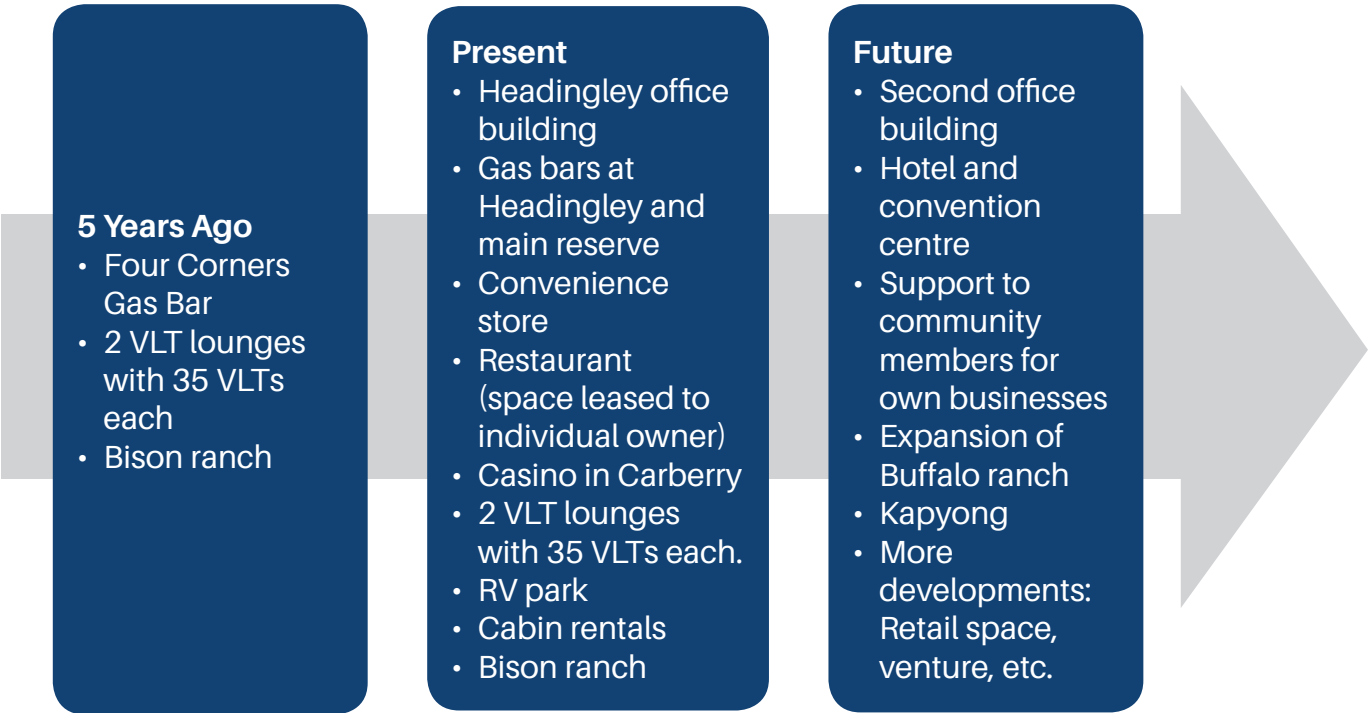 5 Years Ago
• Four Corners
Gas Bar
• 2 VLT lounges
with 35 VLTs
each
• Bison ranch
Present
• Headingley office
building
• Gas bars at
Headingley and
main reserve
• Convenience
store
• Restaurant
(space leased to
individual owner)
• Casino in Carberry
• 2 VLT lounges
with 35 VLTs each.
• RV park
• Cabin rentals
• Bison ranch
Future
• Second office
building
• Hotel and
convention
centre
• Support to
community
members for
own businesses
• Expansion of
Buffalo ranch
• Kapyong
• More
developments:
Retail space,
venture, etc.